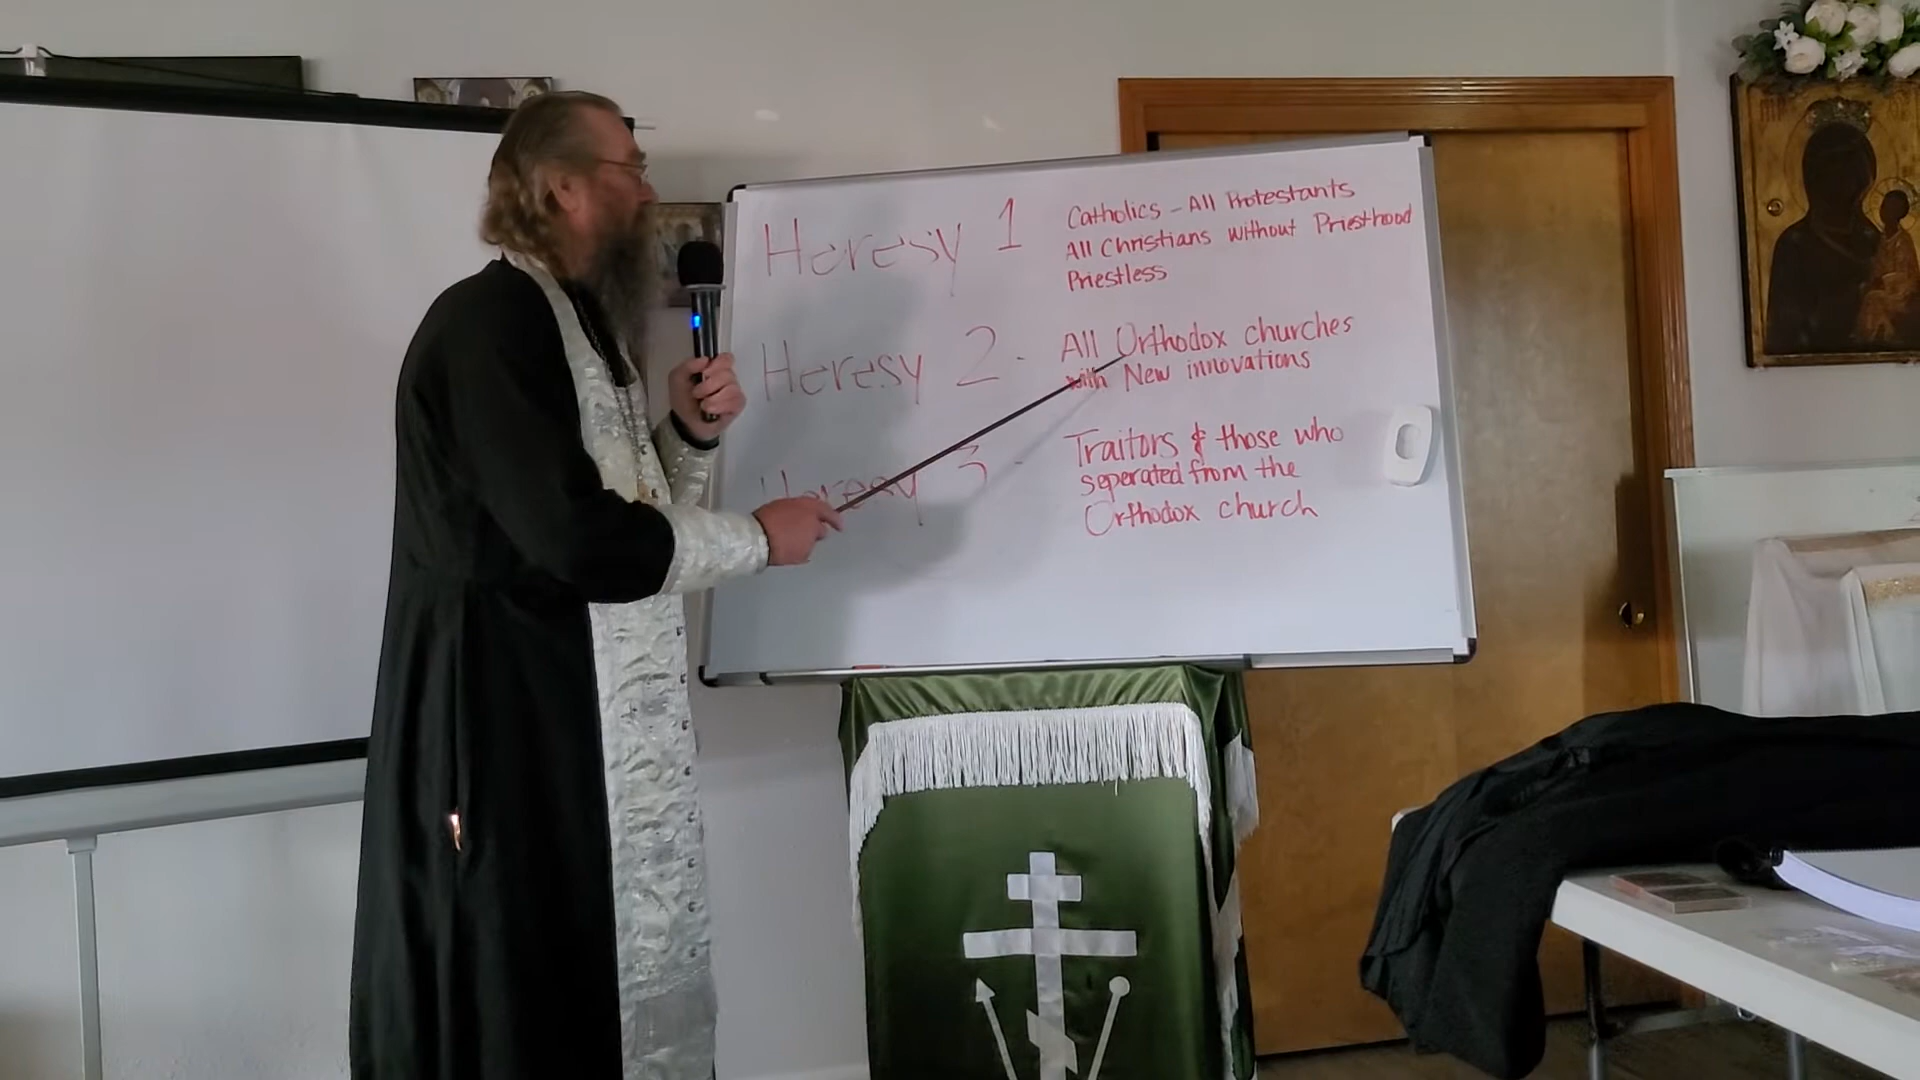 Heresy 1
Catholics - All Protestants
All Christians without Priesthood
Priestless
Heresy 2 -
All Orthodox churches
with New innovations
Heresy 3 -
Traitors & those who
seperated from the
Orthodox church